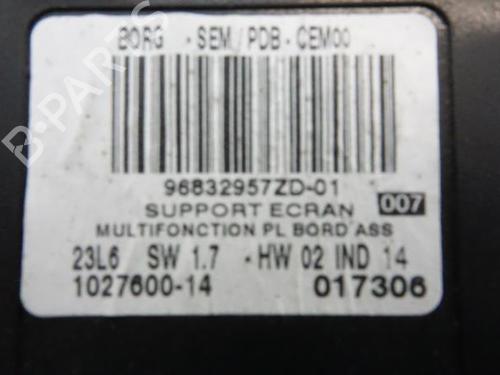 BORG - SEM / PDB - CEM00
96832957ZD-01
SUPPORT ECRAN 007
MULTIFONCTION PL BORD ASS
23L6 SW 1.7 - HW 02 IND 14
1027600-14 017306
B-PARTS